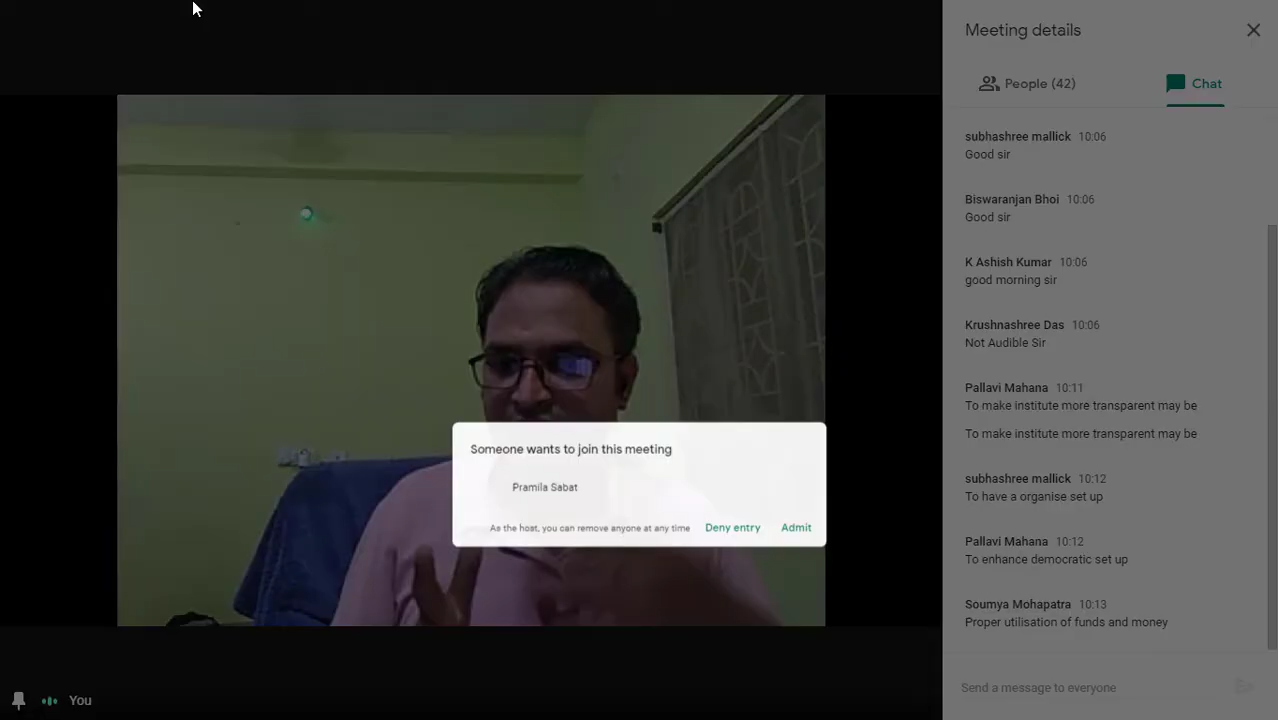 Meeting details
People (42)
Chat
subhashree mallick 10:06
Good sir
Biswaranjan Bhoi 10:06
Good sir
K Ashish Kumar 10:06
good morning sir
Krushnashree Das 10:06
Not Audible Sir
Pallavi Mahana 10:11
To make institute more transparent may be
To make institute more transparent may be
subhashree mallick 10:12
To have a organise set up
Pallavi Mahana 10:12
To enhance democratic set up
Soumya Mohapatra 10:13
Proper utilisation of funds and money
Send a message to everyone
Someone wants to join this meeting
Pramila Sabat
As the host, you can remove anyone at any time
Deny entry
Admit
You